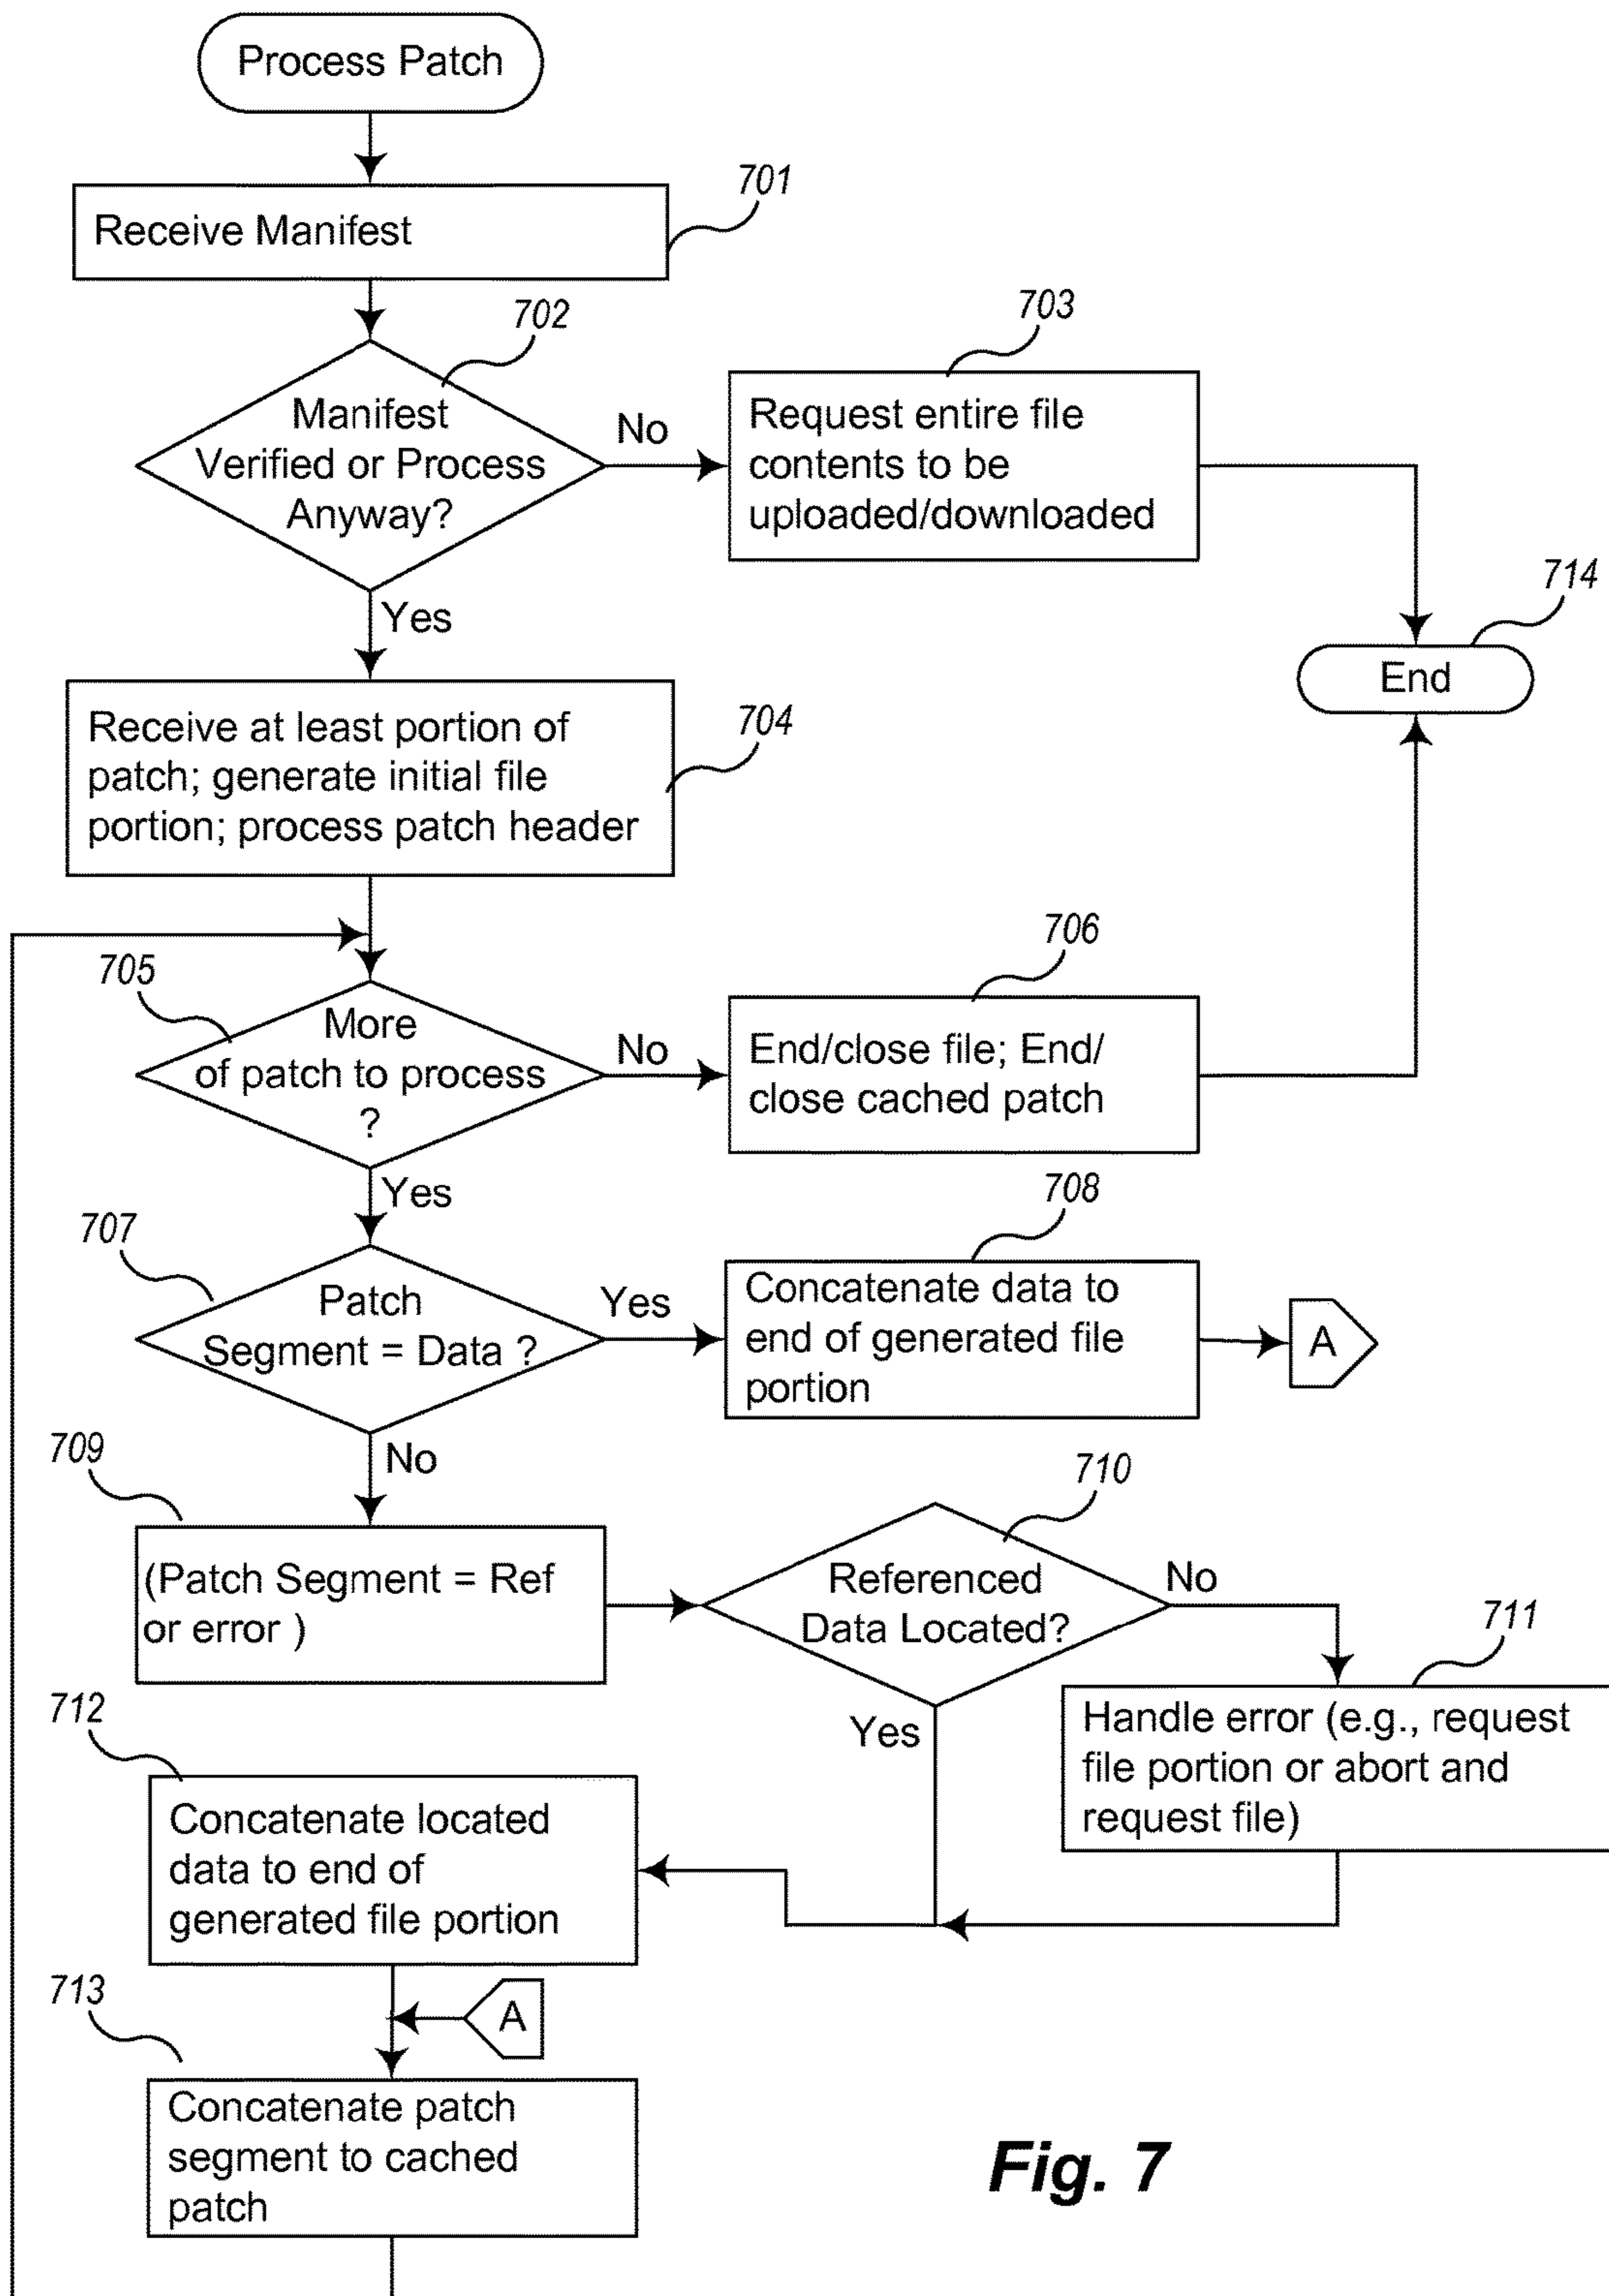 Process Patch
701
Receive Manifest
702
Manifest
Verified or Process
Anyway?
No
703
Request entire file
contents to be
uploaded/downloaded
714
End
Yes
704
Receive at least portion of
patch; generate initial file
portion; process patch header
705
More
of patch to process
?
No
706
End/close file; End/
close cached patch
Yes
707
Patch
Segment = Data ?
Yes
708
Concatenate data to
end of generated file
portion
A
No
709
(Patch Segment = Ref
or error )
710
Referenced
Data Located?
No
711
Handle error (e.g., request
file portion or abort and
request file)
Yes
712
Concatenate located
data to end of
generated file portion
A
713
Concatenate patch
segment to cached
patch
Fig. 7